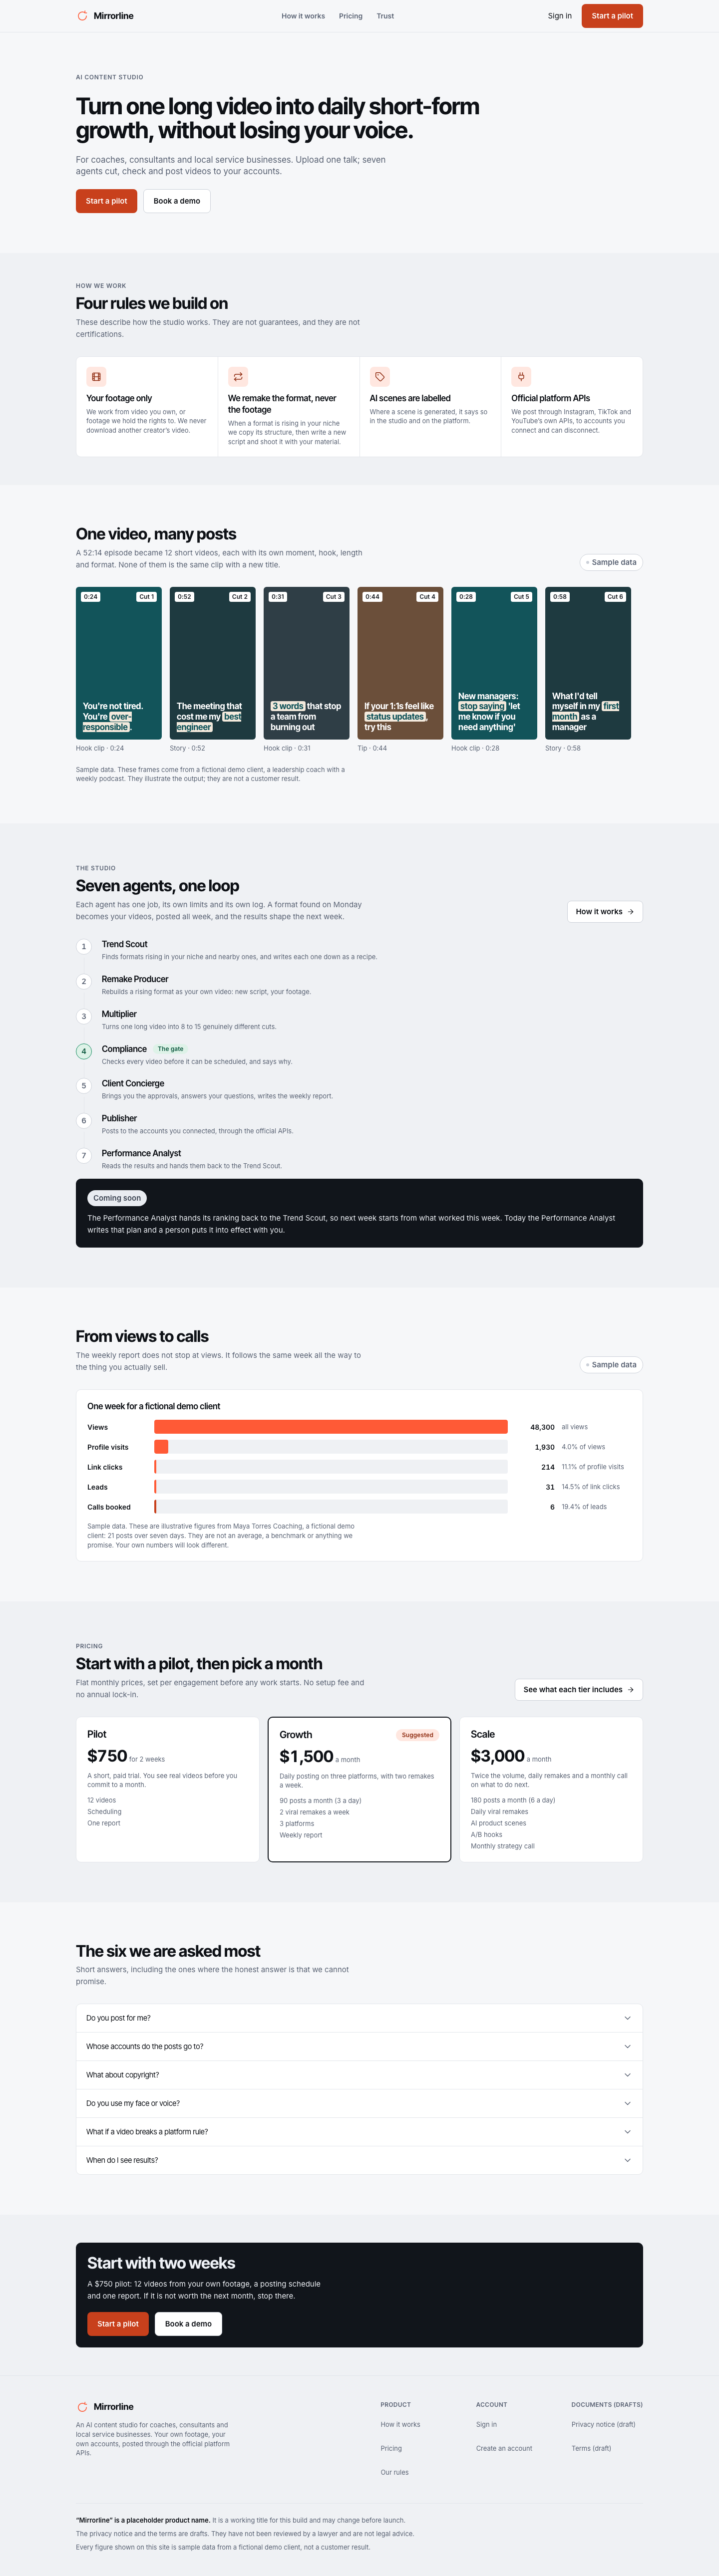 Mirrorline
How it works
Pricing
Trust
Sign in
Start a pilot
AI CONTENT STUDIO
Turn one long video into daily short-form
growth, without losing your voice.
For coaches, consultants and local service businesses. Upload one talk; seven
agents cut, check and post videos to your accounts.
Start a pilot
Book a demo
HOW WE WORK
Four rules we build on
These describe how the studio works. They are not guarantees, and they are not
certifications.
Your footage only
We work from video you own, or
footage we hold the rights to. We never
download another creator's video.
We remake the format, never
the footage
When a format is rising in your niche
we copy its structure, then write a new
script and shoot it with your material.
AI scenes are labelled
Where a scene is generated, it says so
in the studio and on the platform.
Official platform APIs
We post through Instagram, TikTok and
YouTube's own APIs, to accounts you
connect and can disconnect.
One video, many posts
A 52:14 episode became 12 short videos, each with its own moment, hook, length
and format. None of them is the same clip with a new title.
Sample data
0:24
Cut 1
You're not tired.
You're over-
responsible.
Hook clip · 0:24
0:52
Cut 2
The meeting that
cost me my best
engineer
Story · 0:52
0:31
Cut 3
3 words that stop
a team from
burning out
Hook clip · 0:31
0:44
Cut 4
If your 1:1s feel like
status updates,
try this
Tip · 0:44
0:28
Cut 5
New managers:
stop saying 'let
me know if you
need anything'
Hook clip · 0:28
0:58
Cut 6
What I'd tell
myself in my first
month as a
manager
Story · 0:58
Sample data. These frames come from a fictional demo client, a leadership coach with a
weekly podcast. They illustrate the output; they are not a customer result.
THE STUDIO
Seven agents, one loop
Each agent has one job, its own limits and its own log. A format found on Monday
becomes your videos, posted all week, and the results shape the next week.
How it works
1
Trend Scout
Finds formats rising in your niche and nearby ones, and writes each one down as a recipe.
2
Remake Producer
Rebuilds a rising format as your own video: new script, your footage.
3
Multiplier
Turns one long video into 8 to 15 genuinely different cuts.
4
Compliance
The gate
Checks every video before it can be scheduled, and says why.
5
Client Concierge
Brings you the approvals, answers your questions, writes the weekly report.
6
Publisher
Posts to the accounts you connected, through the official APIs.
7
Performance Analyst
Reads the results and hands them back to the Trend Scout.
Coming soon
The Performance Analyst hands its ranking back to the Trend Scout, so next week starts from what worked this week. Today the Performance Analyst
writes that plan and a person puts it into effect with you.
From views to calls
The weekly report does not stop at views. It follows the same week all the way to
the thing you actually sell.
Sample data
One week for a fictional demo client
Views
48,300
all views
Profile visits
1,930
4.0% of views
Link clicks
214
11.1% of profile visits
Leads
31
14.5% of link clicks
Calls booked
6
19.4% of leads
Sample data. These are illustrative figures from Maya Torres Coaching, a fictional demo
client: 21 posts over seven days. They are not an average, a benchmark or anything we
promise. Your own numbers will look different.
PRICING
Start with a pilot, then pick a month
Flat monthly prices, set per engagement before any work starts. No setup fee and
no annual lock-in.
See what each tier includes
Pilot
$750 for 2 weeks
A short, paid trial. You see real videos before you
commit to a month.
12 videos
Scheduling
One report
Growth
Suggested
$1,500 a month
Daily posting on three platforms, with two remakes
a week.
90 posts a month (3 a day)
2 viral remakes a week
3 platforms
Weekly report
Scale
$3,000 a month
Twice the volume, daily remakes and a monthly call
on what to do next.
180 posts a month (6 a day)
Daily viral remakes
AI product scenes
A/B hooks
Monthly strategy call
The six we are asked most
Short answers, including the ones where the honest answer is that we cannot
promise.
Do you post for me?
Whose accounts do the posts go to?
What about copyright?
Do you use my face or voice?
What if a video breaks a platform rule?
When do I see results?
Start with two weeks
A $750 pilot: 12 videos from your own footage, a posting schedule
and one report. If it is not worth the next month, stop there.
Start a pilot
Book a demo
Mirrorline
An AI content studio for coaches, consultants and
local service businesses. Your own footage, your
own accounts, posted through the official platform
APIs.
PRODUCT
How it works
Pricing
Our rules
ACCOUNT
Sign in
Create an account
DOCUMENTS (DRAFTS)
Privacy notice (draft)
Terms (draft)
"Mirrorline" is a placeholder product name. It is a working title for this build and may change before launch.
The privacy notice and the terms are drafts. They have not been reviewed by a lawyer and are not legal advice.
Every figure shown on this site is sample data from a fictional demo client, not a customer result.